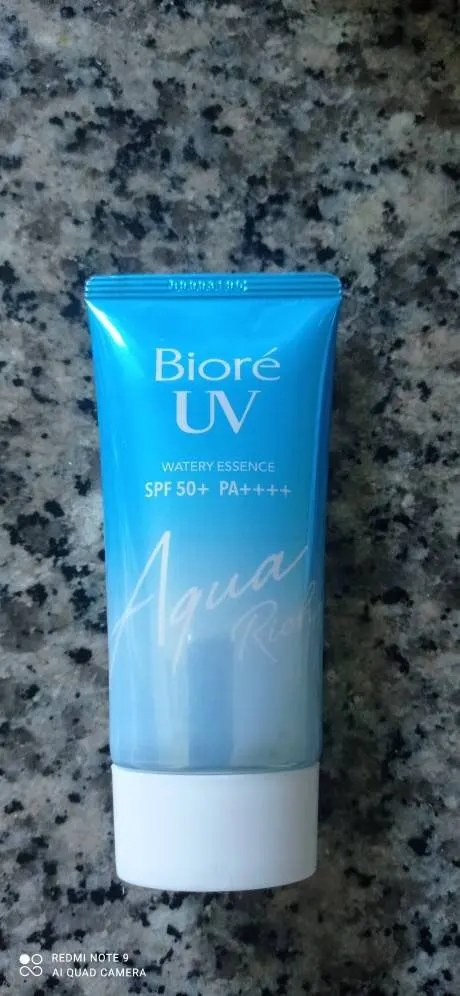 Bioré
UV
WATERY ESSENCE
SPF 50+ PA++++
Aqua
Rich
REDMI NOTE 9
AI QUAD CAMERA